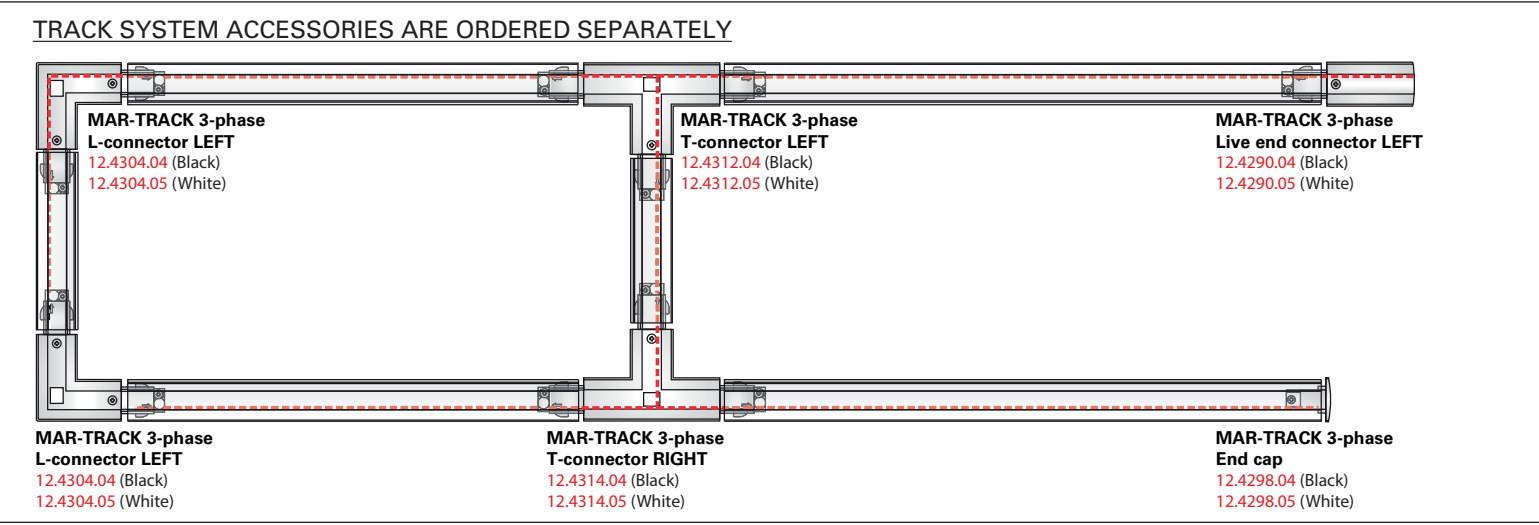 TRACK SYSTEM ACCESSORIES ARE ORDERED SEPARATELY
MAR-TRACK 3-phase
L-connector LEFT
12.4304.04 (Black)
12.4304.05 (White)
MAR-TRACK 3-phase
T-connector LEFT
12.4312.04 (Black)
12.4312.05 (White)
MAR-TRACK 3-phase
Live end connector LEFT
12.4290.04 (Black)
12.4290.05 (White)
MAR-TRACK 3-phase
L-connector LEFT
12.4304.04 (Black)
12.4304.05 (White)
MAR-TRACK 3-phase
T-connector RIGHT
12.4314.04 (Black)
12.4314.05 (White)
MAR-TRACK 3-phase
End cap
12.4298.04 (Black)
12.4298.05 (White)